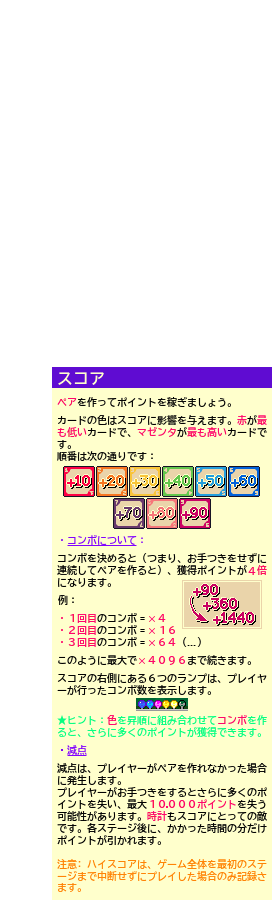 スコア
ペアを作ってポイントを稼ぎましょう。
カードの色はスコアに影響を与えます。赤が最
も低いカードで、マゼンタが最も高いカードで
す。
順番は次の通りです：
+10 +20 +30 +40 +50 +60
+70 +80 +90
・コンボについて：
コンボを決めると（つまり、お手つきをせずに
連続してペアを作ると）、獲得ポイントが４倍
になります。
例：
+90
+360
+1440
・１回目のコンボ = ×４
・２回目のコンボ = ×１６
・３回目のコンボ = ×６４（...）
このように最大で×４０９６まで続きます。
スコアの右側にある６つのランプは、プレイヤ
ーが行ったコンボ数を表示します。
★ヒント：色を昇順に組み合わせてコンボを作
ると、さらに多くのポイントが獲得できます。
・減点
減点は、プレイヤーがペアを作れなかった場合
に発生します。
プレイヤーがお手つきをするとさらに多くのポ
イントを失い、最大１０,０００ポイントを失う
可能性があります。時計もスコアにとっての敵
です。各ステージ後に、かかった時間の分だけ
ポイントが引かれます。
注意：ハイスコアは、ゲーム全体を最初のステ
ージまで中断せずにプレイした場合のみ記録さ
ます。